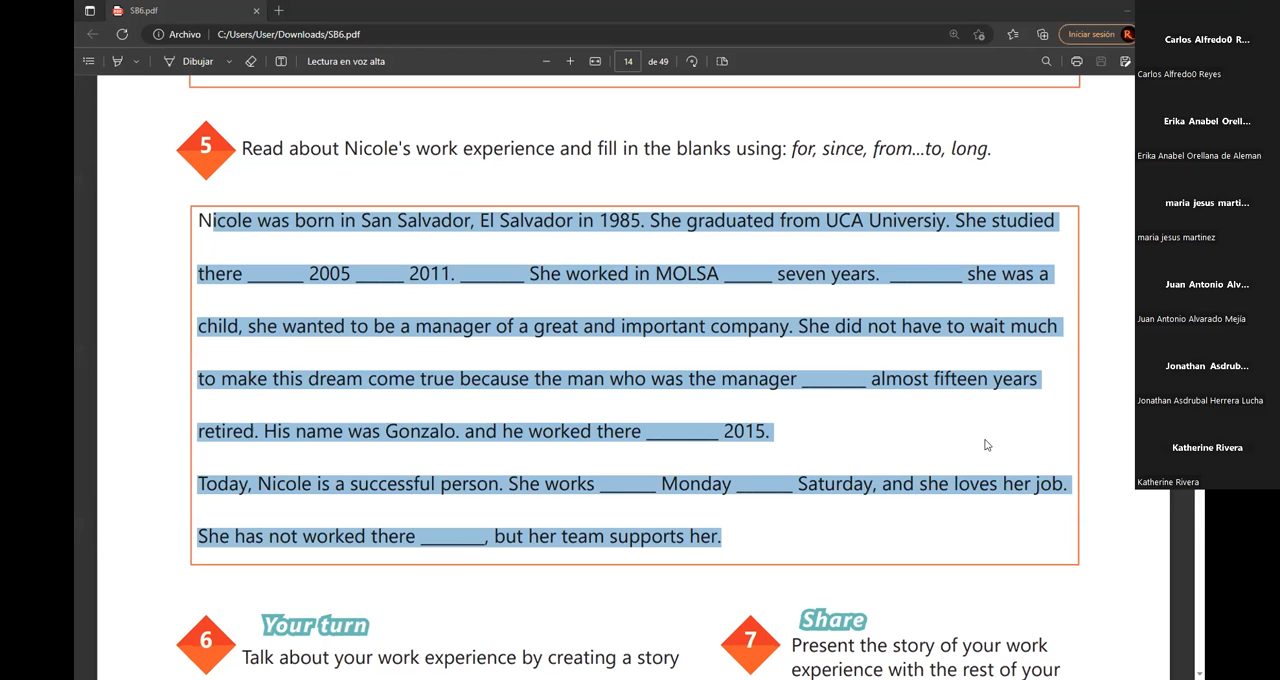 SB6.pdf
Archivo C:/Users/User/Downloads/SB6.pdf
Iniciar sesión R
Dibujar
Lectura en voz alta
14 de 49
5 Read about Nicole's work experience and fill in the blanks using: for, since, from...to, long.
Nicole was born in San Salvador, El Salvador in 1985. She graduated from UCA Universiy. She studied
there ______ 2005 _____ 2011. _______ She worked in MOLSA _____ seven years. ________ she was a
child, she wanted to be a manager of a great and important company. She did not have to wait much
to make this dream come true because the man who was the manager _______ almost fifteen years
retired. His name was Gonzalo. and he worked there ________ 2015.
Today, Nicole is a successful person. She works ______ Monday ______ Saturday, and she loves her job.
She has not worked there _______, but her team supports her.
6 Your turn
Talk about your work experience by creating a story
7 Share
Present the story of your work
experience with the rest of your
Carlos Alfredo0 R...
Carlos Alfredo0 Reyes
Erika Anabel Orell...
Erika Anabel Orellana de Aleman
maria jesus marti...
maria jesus martinez
Juan Antonio Alv...
Juan Antonio Alvarado Mejía
Jonathan Asdrub...
Jonathan Asdrubal Herrera Lucha
Katherine Rivera
Katherine Rivera